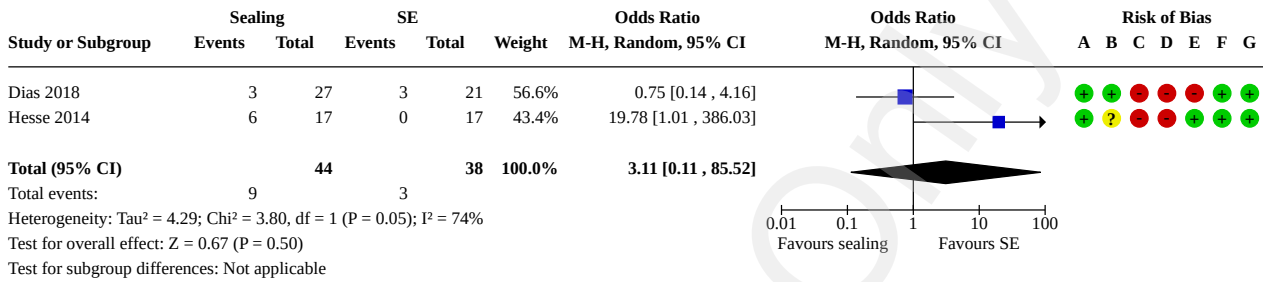 Sealing SE Odds Ratio Odds Ratio Risk of Bias
Study or Subgroup Events Total Events Total Weight M-H, Random, 95% CI M-H, Random, 95% CI A B C D E F G
Dias 2018 3 27 3 21 56.6% 0.75 [0.14 , 4.16] + + - - - + +
Hesse 2014 6 17 0 17 43.4% 19.78 [1.01 , 386.03] + ? - - + + +
Total (95% CI) 44 38 100.0% 3.11 [0.11 , 85.52]
Total events: 9 3
Heterogeneity: Tau² = 4.29; Chi² = 3.80, df = 1 (P = 0.05); I² = 74%
0.01 0.1 1 10 100
Test for overall effect: Z = 0.67 (P = 0.50)
Favours sealing Favours SE
Test for subgroup differences: Not applicable
Only